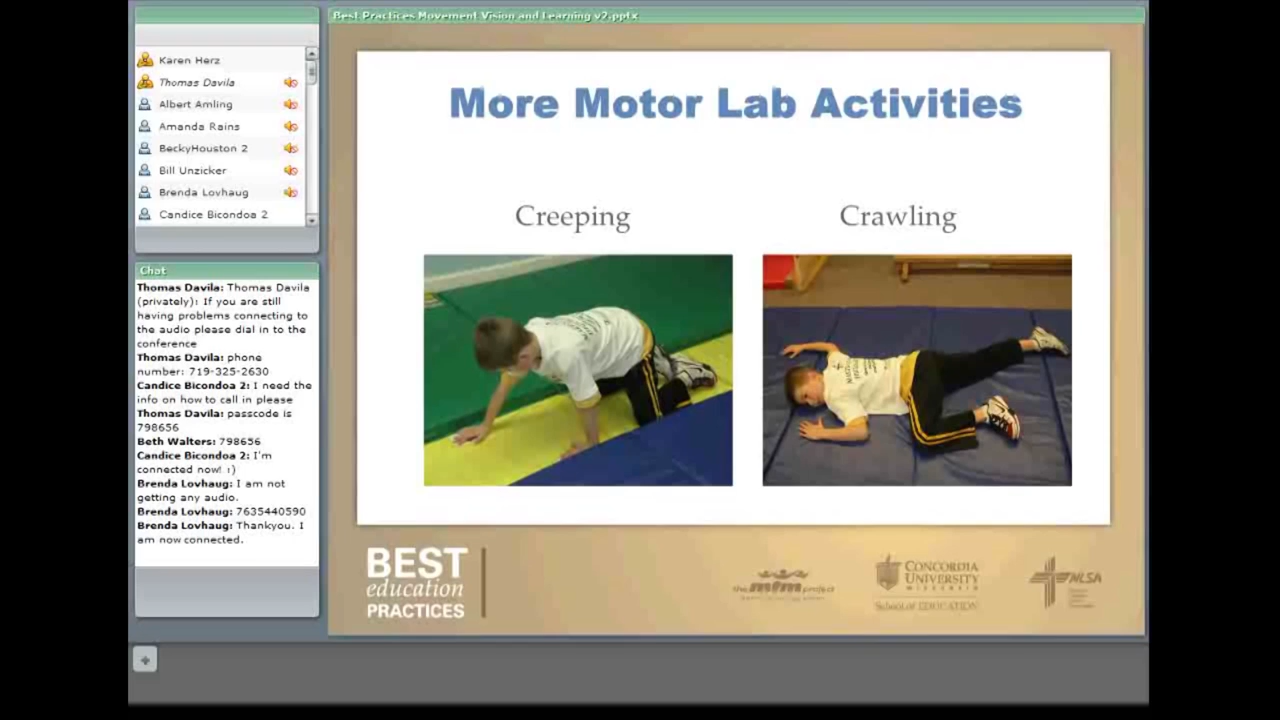 Best Practices Movement Vision and Learning v2.pptx
Karen Herz
Thomas Davila
Albert Amling
Amanda Rains
BeckyHouston 2
Bill Unzicker
Brenda Lovhaug
Candice Bicondoa 2
Chat
Thomas Davila: Thomas Davila
(privately): If you are still
having problems connecting to
the audio please dial in to the
conference
Thomas Davila: phone
number: 719-325-2630
Candice Bicondoa 2: I need the
info on how to call in please
Thomas Davila: passcode is
798656
Beth Walters: 798656
Candice Bicondoa 2: I'm
connected now! :)
Brenda Lovhaug: I am not
getting any audio.
Brenda Lovhaug: 7635440590
Brenda Lovhaug: Thankyou. I
am now connected.
More Motor Lab Activities
Creeping
Crawling
BEST
education
PRACTICES
the mfm project
CONCORDIA
UNIVERSITY
WISCONSIN
School of EDUCATION
MLSA